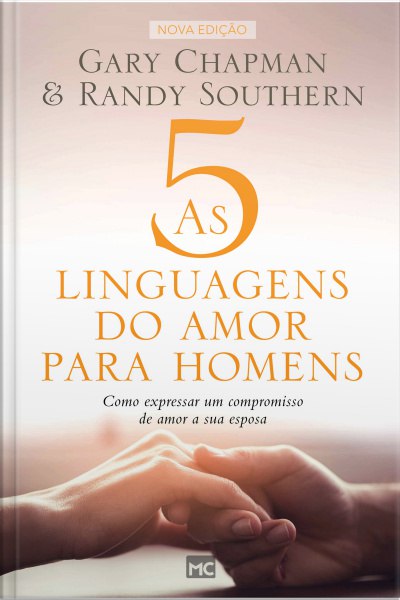 NOVA EDIÇÃO
GARY CHAPMAN
& RANDY SOUTHERN
AS 5
LINGUAGENS
DO AMOR
PARA HOMENS
Como expressar um compromisso
de amor a sua esposa
MC